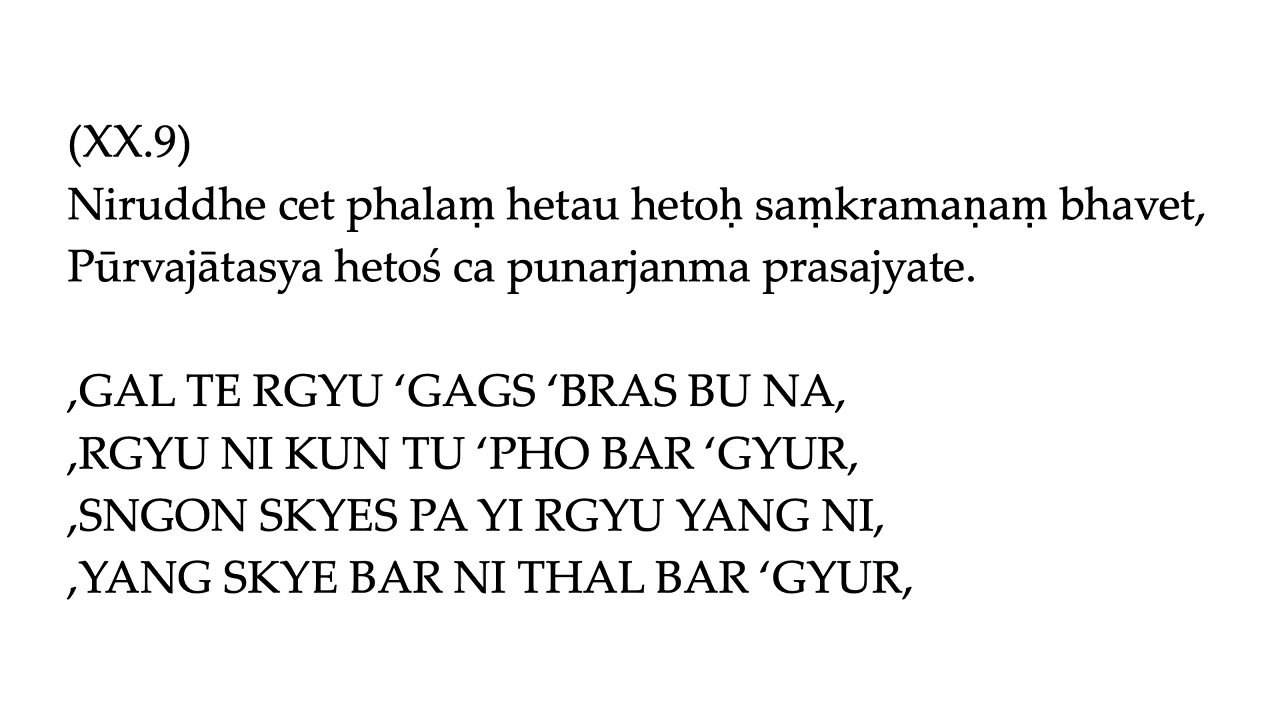 (XX.9)
Niruddhe cet phalaṃ hetau hetoḥ saṃkramaṇaṃ bhavet,
Pūrvajātasya hetoś ca punarjanma prasajyate.
,GAL TE RGYU ‘GAGS ‘BRAS BU NA,
,RGYU NI KUN TU ‘PHO BAR ‘GYUR,
,SNGON SKYES PA YI RGYU YANG NI,
,YANG SKYE BAR NI THAL BAR ‘GYUR,